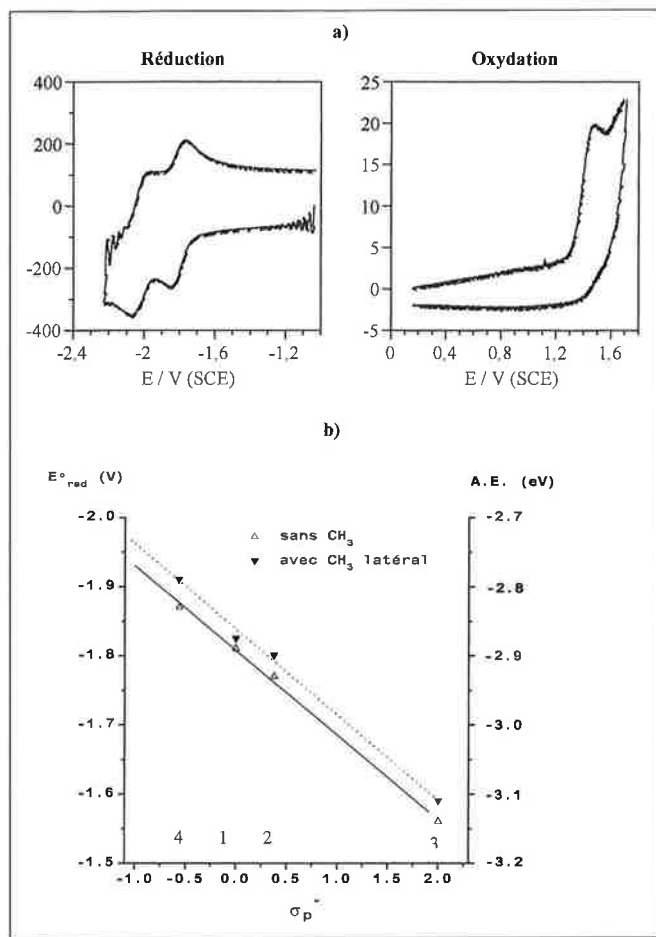 a)
Réduction Oxydation
400 25
20
200
15
0 10
5
-200
0
-400 -5
-2,4 -2 -1,6 -1,2 0 0,4 0,8 1,2 1,6
E / V (SCE) E / V (SCE)
b)
E°red (V) A.E. (eV)
-2.0 -2.7
△ sans CH3
▼ avec CH3 latéral
-1.9 -2.8
-1.8 -2.9
-1.7 -3.0
-1.6 -3.1
4 1 2 3
-1.5 -3.2
-1.0 -0.5 0.0 0.5 1.0 1.5 2.0
σp-